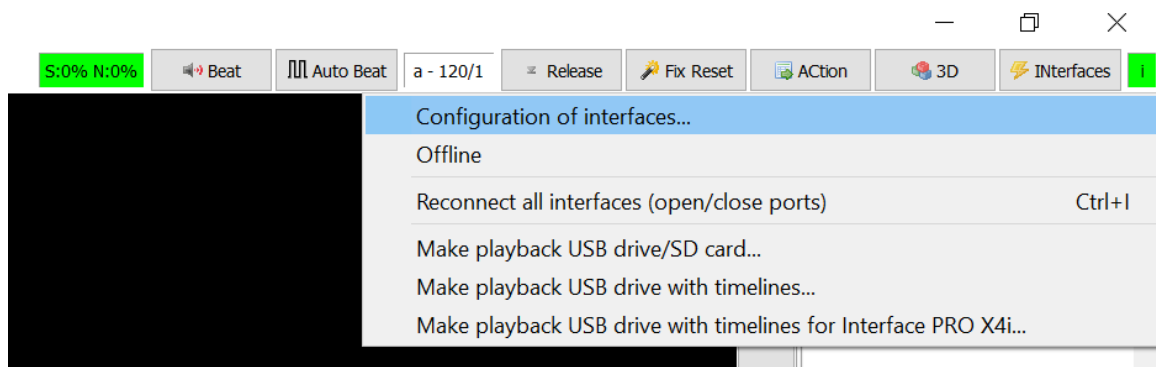 S:0% N:0% Beat Auto Beat a - 120/1 Release Fix Reset ACtion 3D INterfaces i
Configuration of interfaces...
Offline
Reconnect all interfaces (open/close ports) Ctrl+I
Make playback USB drive/SD card...
Make playback USB drive with timelines...
Make playback USB drive with timelines for Interface PRO X4i...